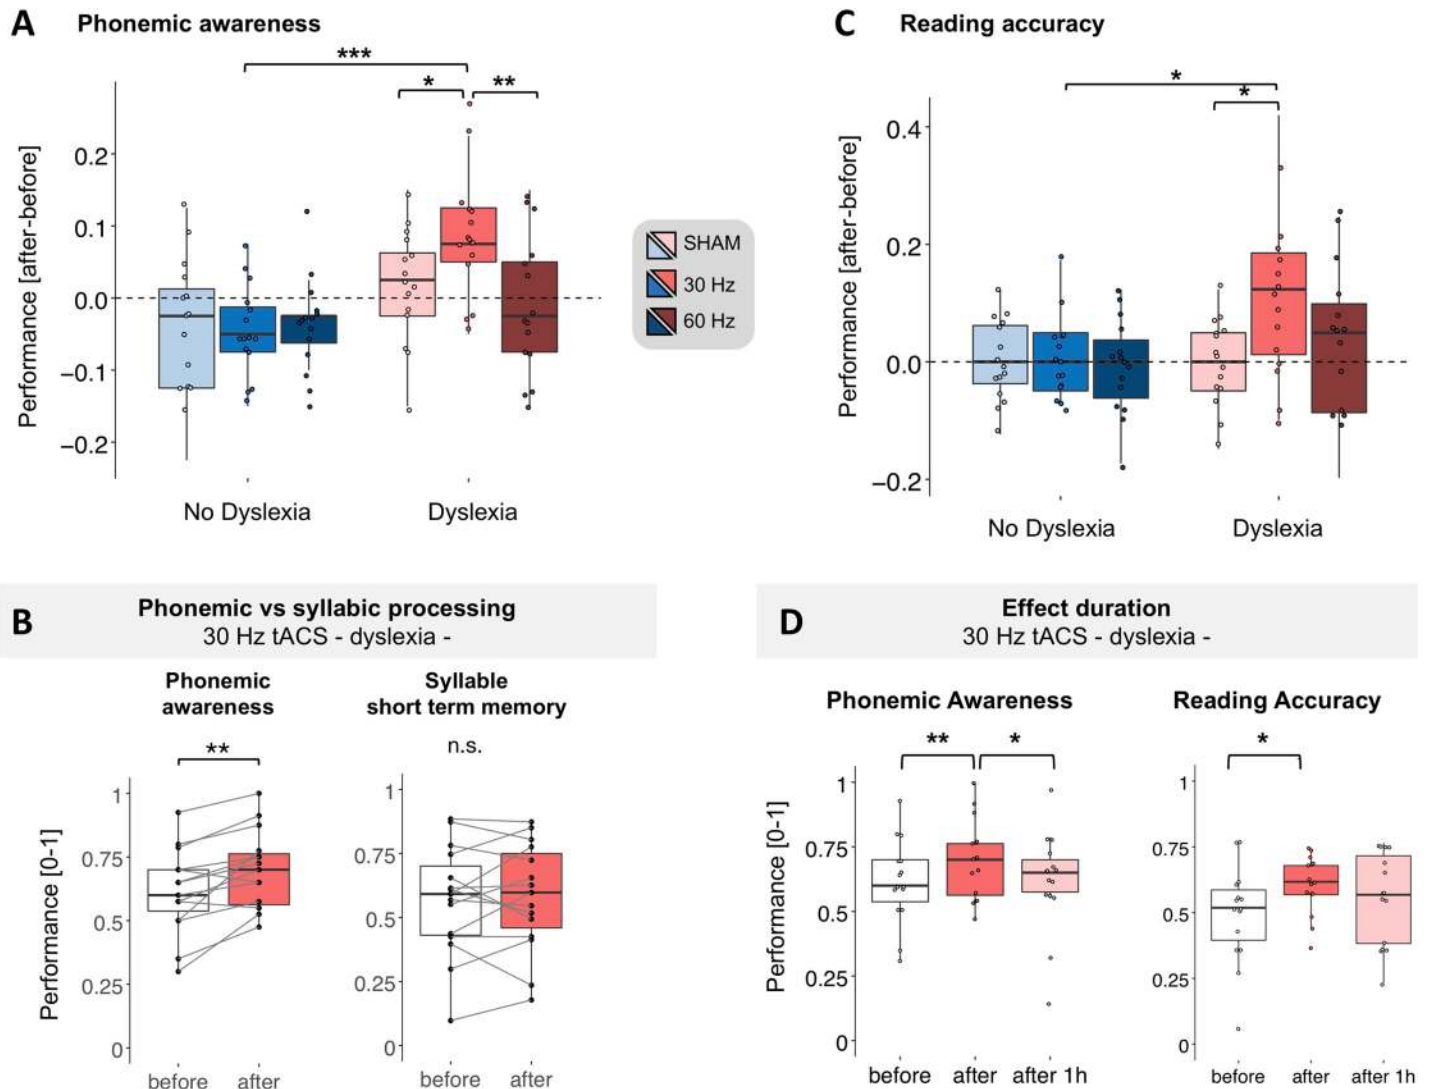 A Phonemic awareness
***
* **
Performance [after-before]
0.2
0.1
0.0
−0.1
−0.2
No Dyslexia Dyslexia
SHAM
30 Hz
60 Hz
C Reading accuracy
*
*
Performance [after-before]
0.4
0.2
0.0
−0.2
No Dyslexia Dyslexia
B Phonemic vs syllabic processing
30 Hz tACS - dyslexia -
Phonemic
awareness
**
Performance [0-1]
1
0.75
0.5
0.25
0
before after
Syllable
short term memory
n.s.
1
0.75
0.5
0.25
0
before after
D Effect duration
30 Hz tACS - dyslexia -
Phonemic Awareness
** *
Performance [0-1]
1
0.75
0.5
0.25
0
before after after 1h
Reading Accuracy
*
1
0.75
0.5
0.25
0
before after after 1h